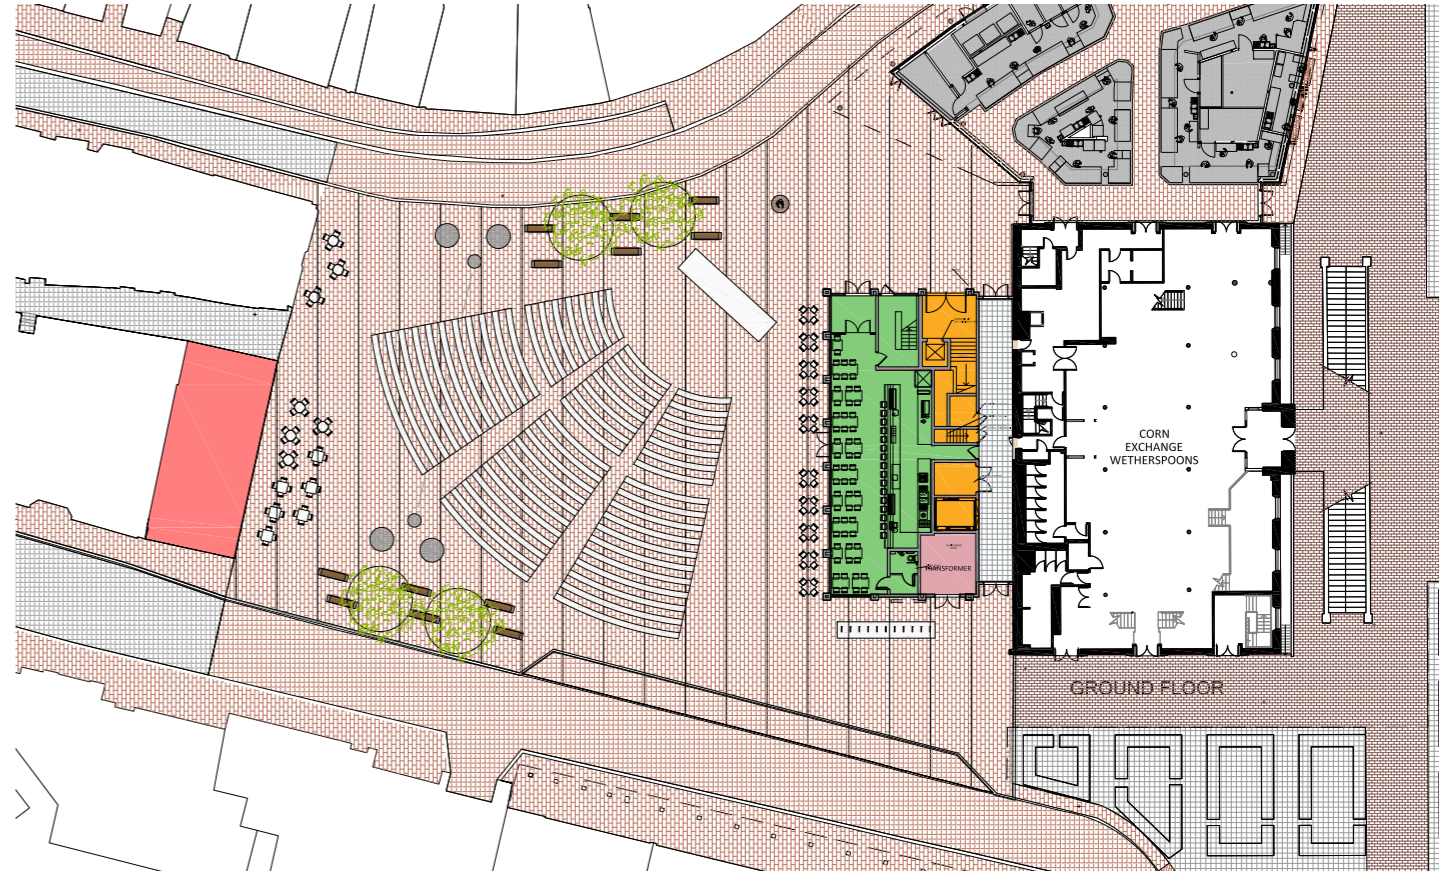 CORN
EXCHANGE
WETHERSPOONS
TRANSFORMER
GROUND FLOOR